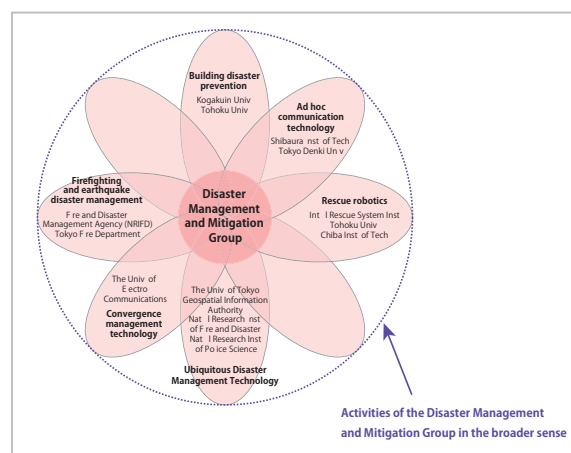 Building disaster
prevention
Kogakuin Univ
Tohoku Univ
Ad hoc
communication
technology
Shibaura nst of Tech
Tokyo Denki Un v
Firefighting
and earthquake
disaster management
F re and Disaster
Management Agency (NRIFD)
Tokyo F re Department
Disaster
Management
and Mitigation
Group
Rescue robotics
Int l Rescue System Inst
Tohoku Univ
Chiba Inst of Tech
The Univ of
E ectro
Communications
Convergence
management
technology
The Univ of Tokyo
Geospatial Information
Authority
Nat l Research nst
of F re and Disaster
Nat l Research Inst
of Po ice Science
Ubiquitous Disaster
Management Technology
Activities of the Disaster Management
and Mitigation Group in the broader sense